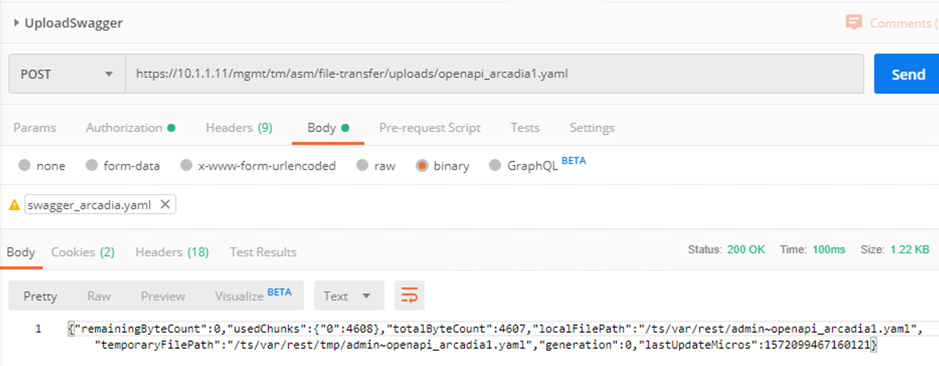 UploadSwagger
Comments (
POST
https://10.1.1.11/mgmt/tm/asm/file-transfer/uploads/openapi_arcadia1.yaml
Send
Params Authorization Headers (9) Body Pre-request Script Tests Settings
none form-data x-www-form-urlencoded raw binary GraphQL BETA
swagger_arcadia.yaml
Body Cookies (2) Headers (18) Test Results Status: 200 OK Time: 100ms Size: 1.22 KB
Pretty Raw Preview Visualize BETA Text
1 {"remainingByteCount":0,"usedChunks":{"0":4608},"totalByteCount":4607,"localFilePath":"/ts/var/rest/admin~openapi_arcadia1.yaml",
"temporaryFilePath":"/ts/var/rest/tmp/admin~openapi_arcadia1.yaml","generation":0,"lastUpdateMicros":1572099467160121}